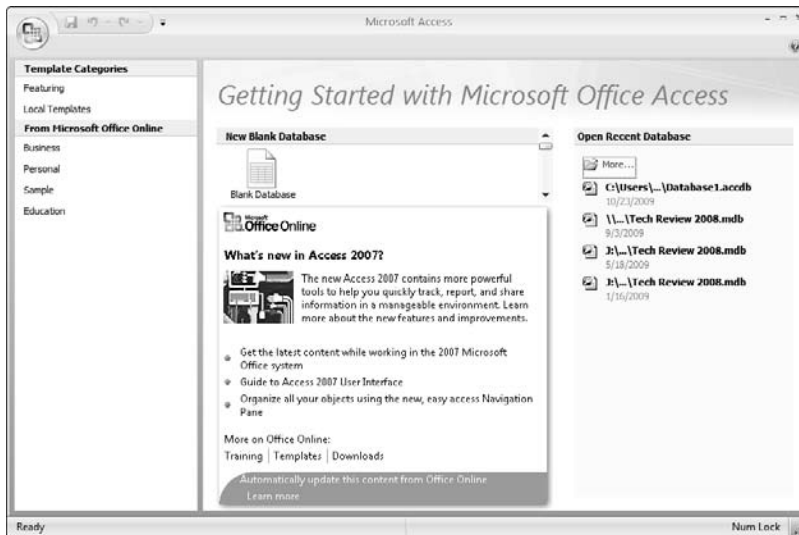 Microsoft Access
Template Categories
Featuring
Local Templates
From Microsoft Office Online
Business
Personal
Sample
Education
Getting Started with Microsoft Office Access
New Blank Database
Blank Database
Microsoft
Office Online
What's new in Access 2007?
The new Access 2007 contains more powerful
tools to help you quickly track, report, and share
information in a manageable environment. Learn
more about the new features and improvements.
Get the latest content while working in the 2007 Microsoft
Office system
Guide to Access 2007 User Interface
Organize all your objects using the new, easy access Navigation
Pane
More on Office Online:
Training | Templates | Downloads
Automatically update this content from Office Online
Learn more
Open Recent Database
More...
C:\Users\...\Database1.accdb
10/23/2009
\\...\Tech Review 2008.mdb
9/3/2009
J:\...\Tech Review 2008.mdb
5/18/2009
J:\...\Tech Review 2008.mdb
1/16/2009
Ready
Num Lock